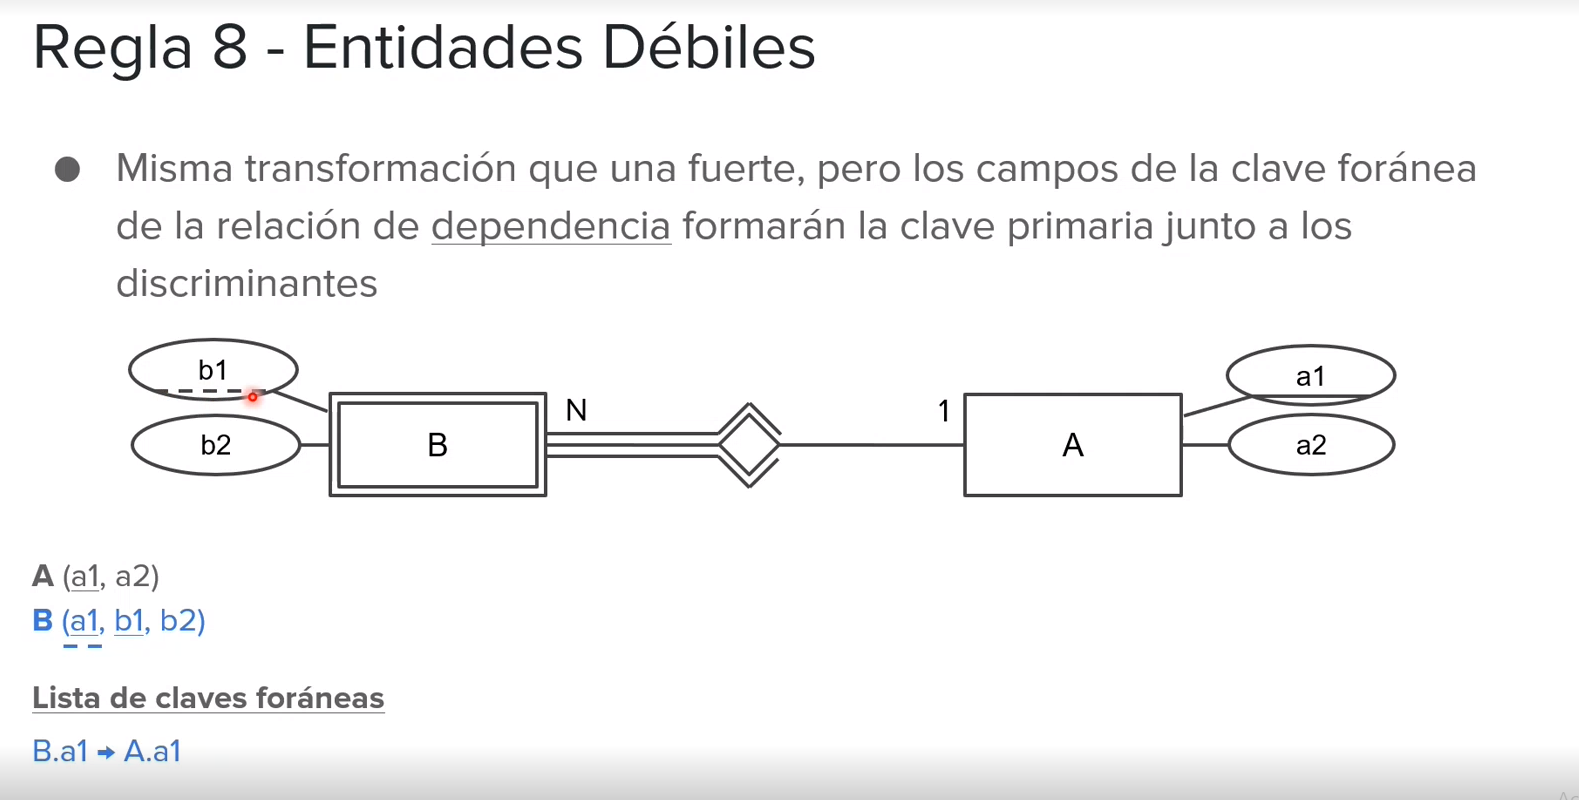 Regla 8 - Entidades Débiles
● Misma transformación que una fuerte, pero los campos de la clave foránea
de la relación de dependencia formarán la clave primaria junto a los
discriminantes
b1
b2
B
N
1
A
a1
a2
A (a1, a2)
B (a1, b1, b2)
Lista de claves foráneas
B.a1 → A.a1